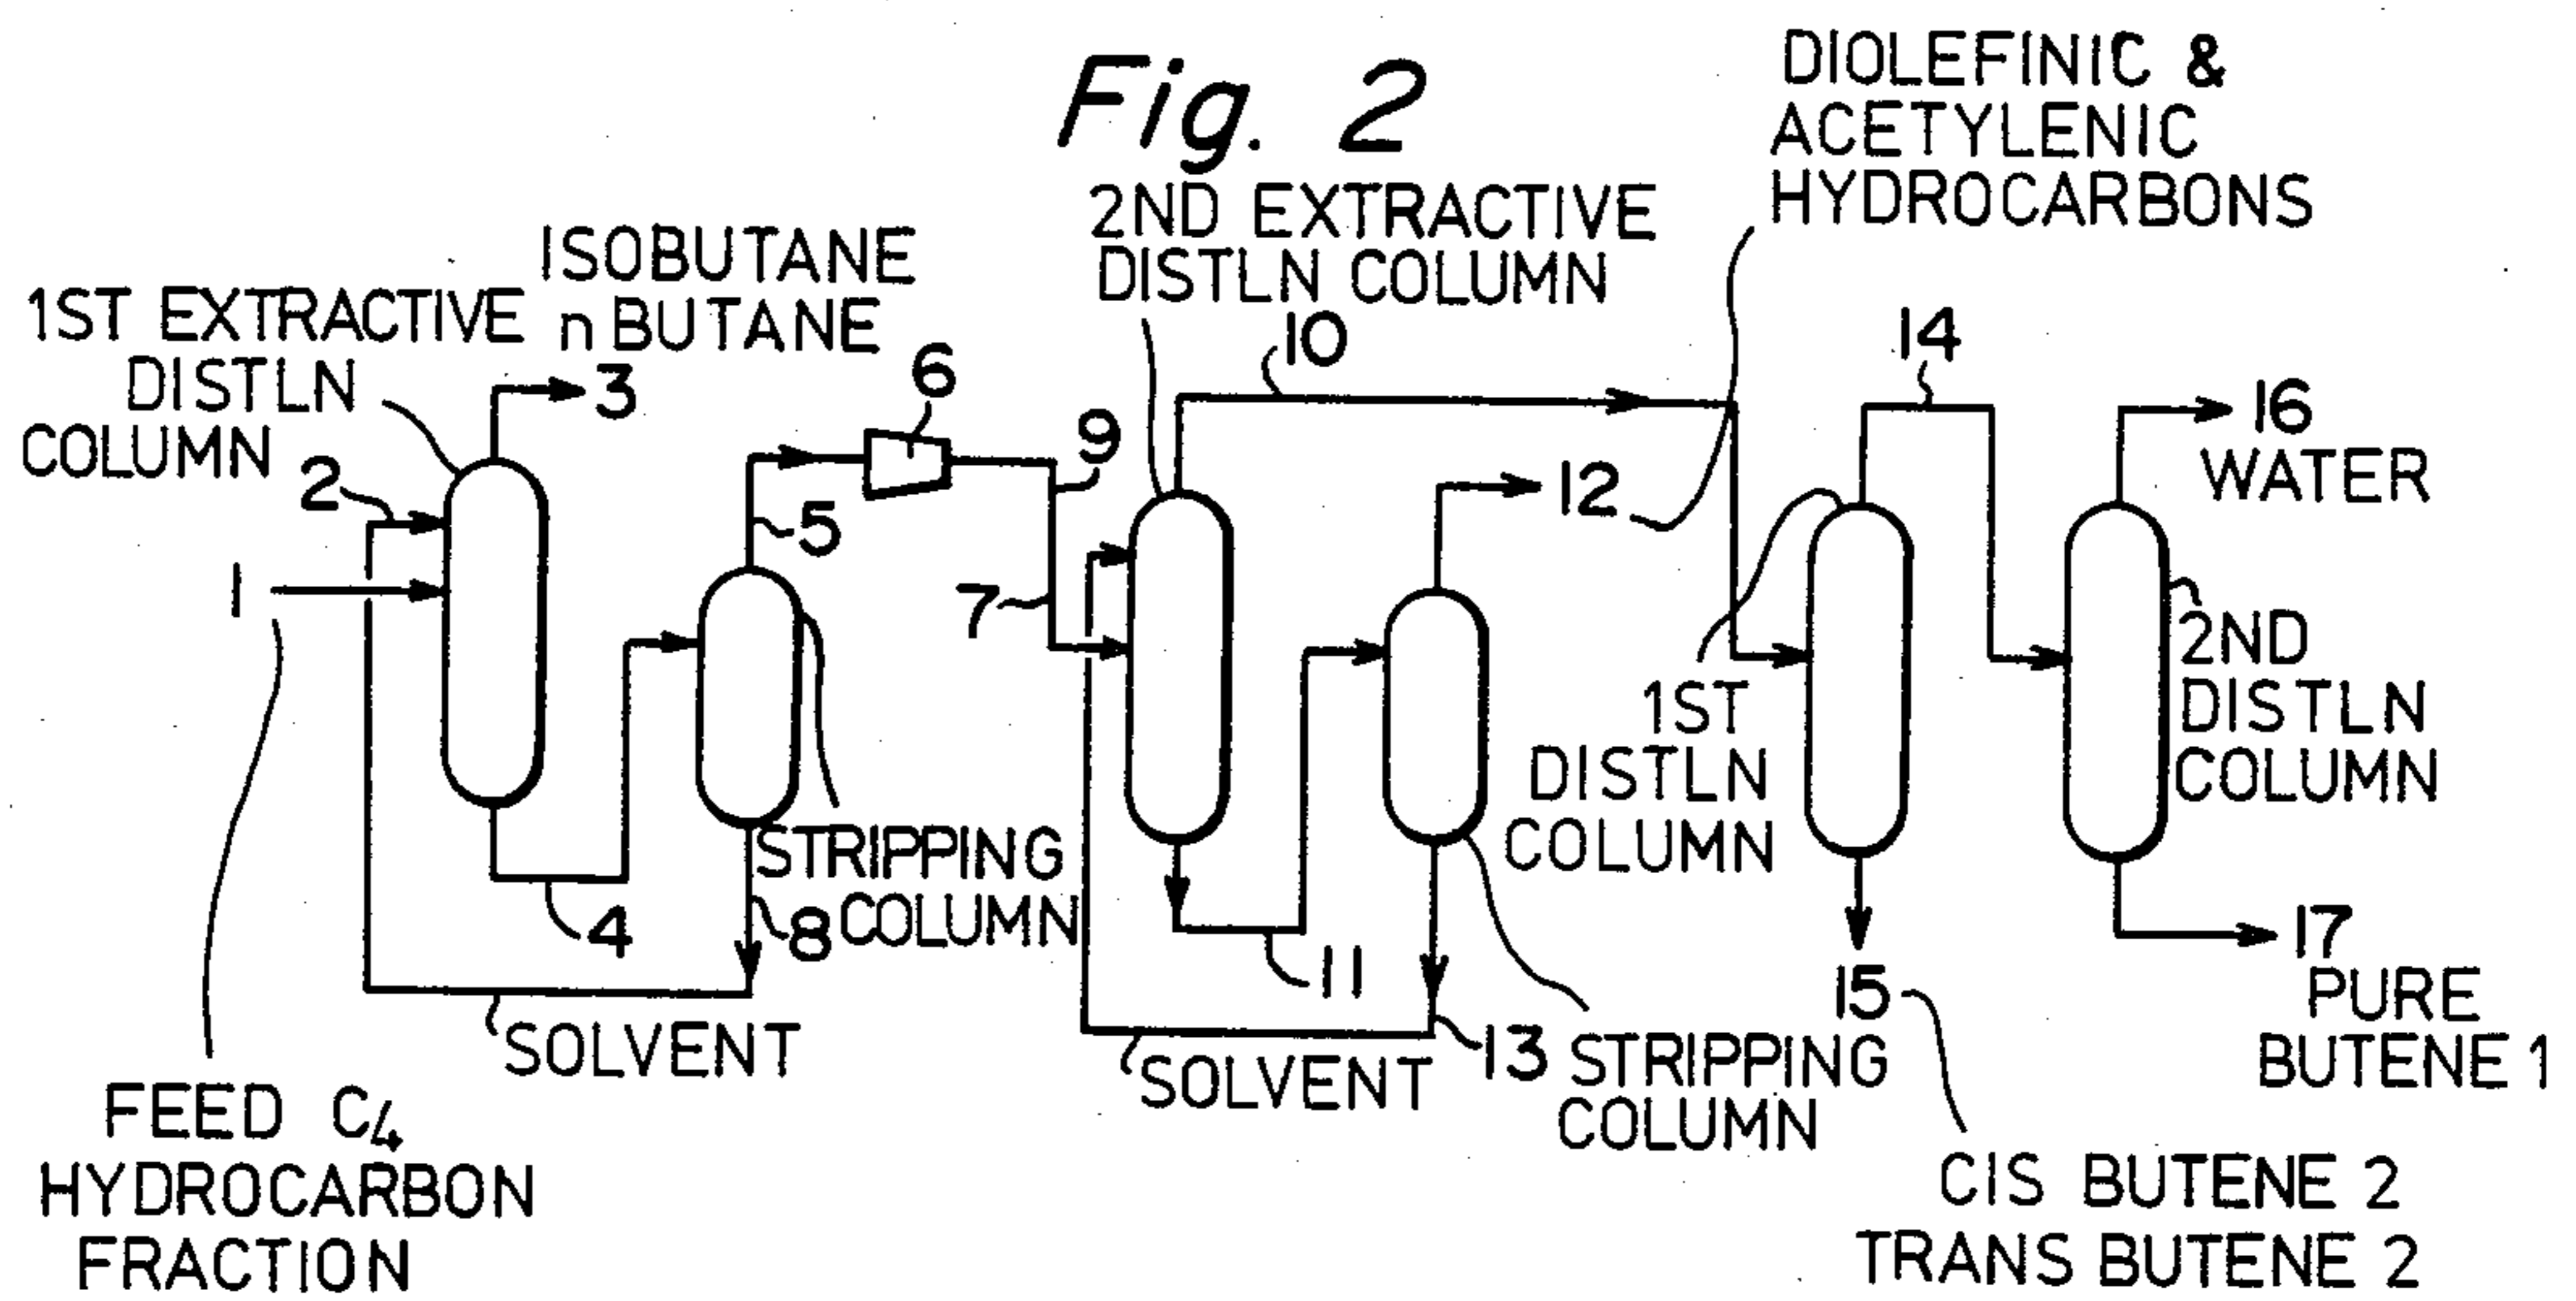 Fig. 2
DIOLEFINIC &
ACETYLENIC
HYDROCARBONS
2ND EXTRACTIVE
DISTLN COLUMN
ISOBUTANE
n BUTANE
1ST EXTRACTIVE
DISTLN
COLUMN
3
2
1
6
5
9
7
10
12
14
16
WATER
4
8
STRIPPING
COLUMN
SOLVENT
11
13
SOLVENT
STRIPPING
COLUMN
1ST
DISTLN
COLUMN
2ND
DISTLN
COLUMN
15
17
PURE
BUTENE 1
FEED C4
HYDROCARBON
FRACTION
CIS BUTENE 2
TRANS BUTENE 2